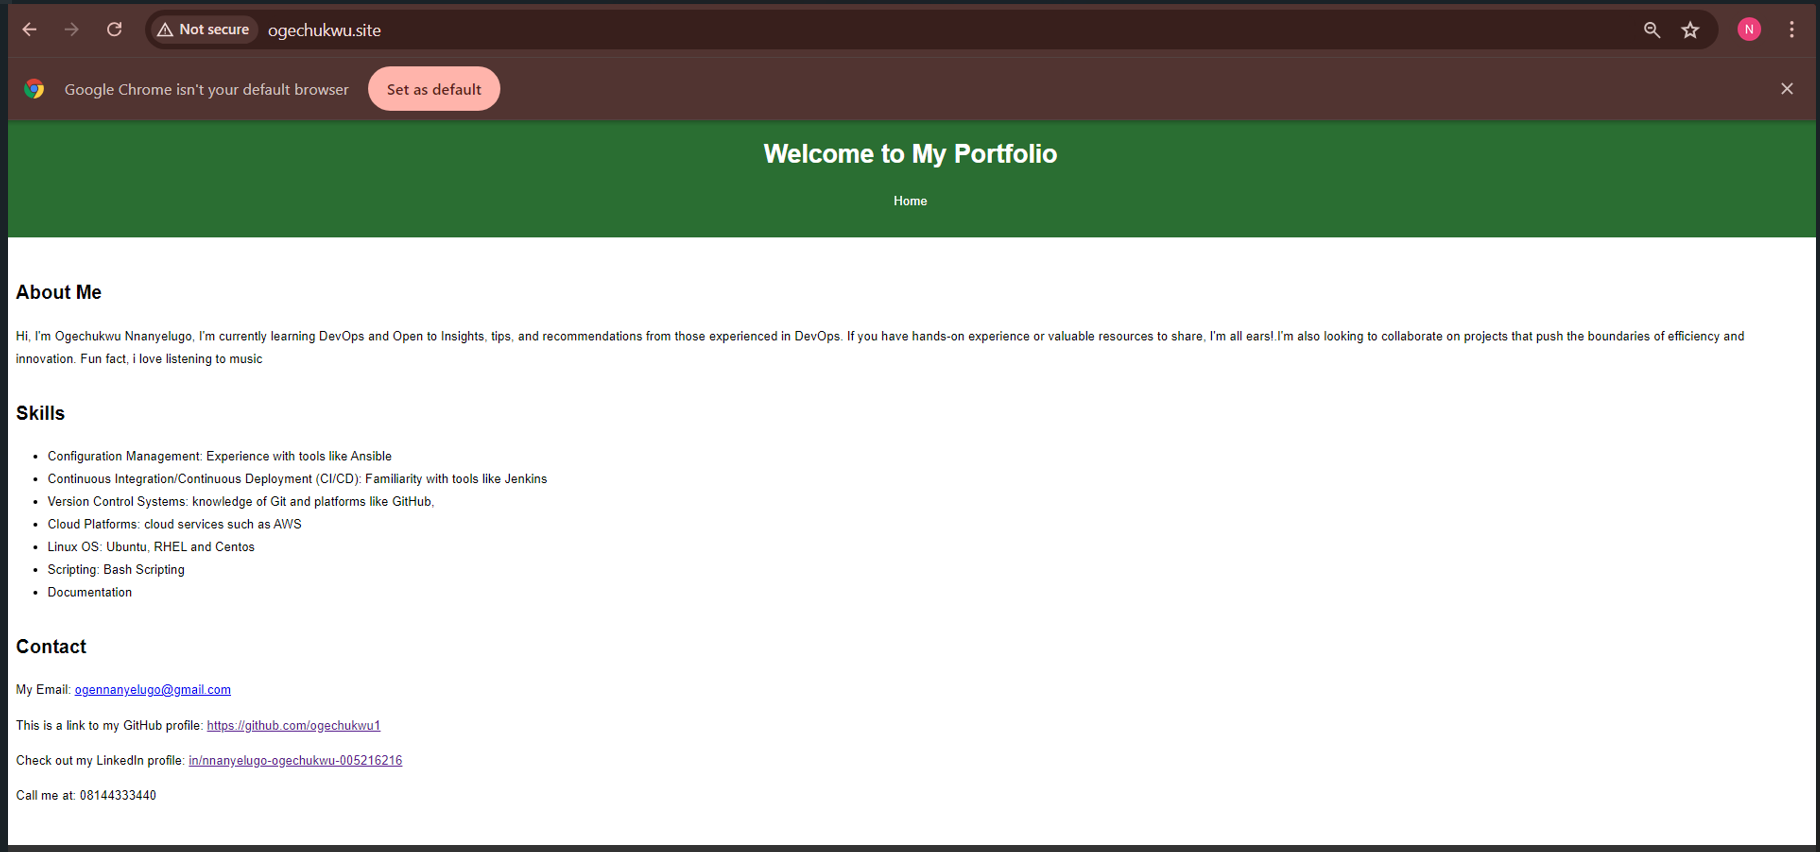 Not secure
ogechukwu.site
N
Google Chrome isn't your default browser
Set as default
Welcome to My Portfolio
Home
About Me
Hi, I'm Ogechukwu Nnanyelugo, I'm currently learning DevOps and Open to Insights, tips, and recommendations from those experienced in DevOps. If you have hands-on experience or valuable resources to share, I'm all ears!.I'm also looking to collaborate on projects that push the boundaries of efficiency and
innovation. Fun fact, i love listening to music
Skills
• Configuration Management: Experience with tools like Ansible
• Continuous Integration/Continuous Deployment (CI/CD): Familiarity with tools like Jenkins
• Version Control Systems: knowledge of Git and platforms like GitHub,
• Cloud Platforms: cloud services such as AWS
• Linux OS: Ubuntu, RHEL and Centos
• Scripting: Bash Scripting
• Documentation
Contact
My Email: ogennanyelugo@gmail.com
This is a link to my GitHub profile: https://github.com/ogechukwu1
Check out my LinkedIn profile: in/nnanyelugo-ogechukwu-005216216
Call me at: 08144333440